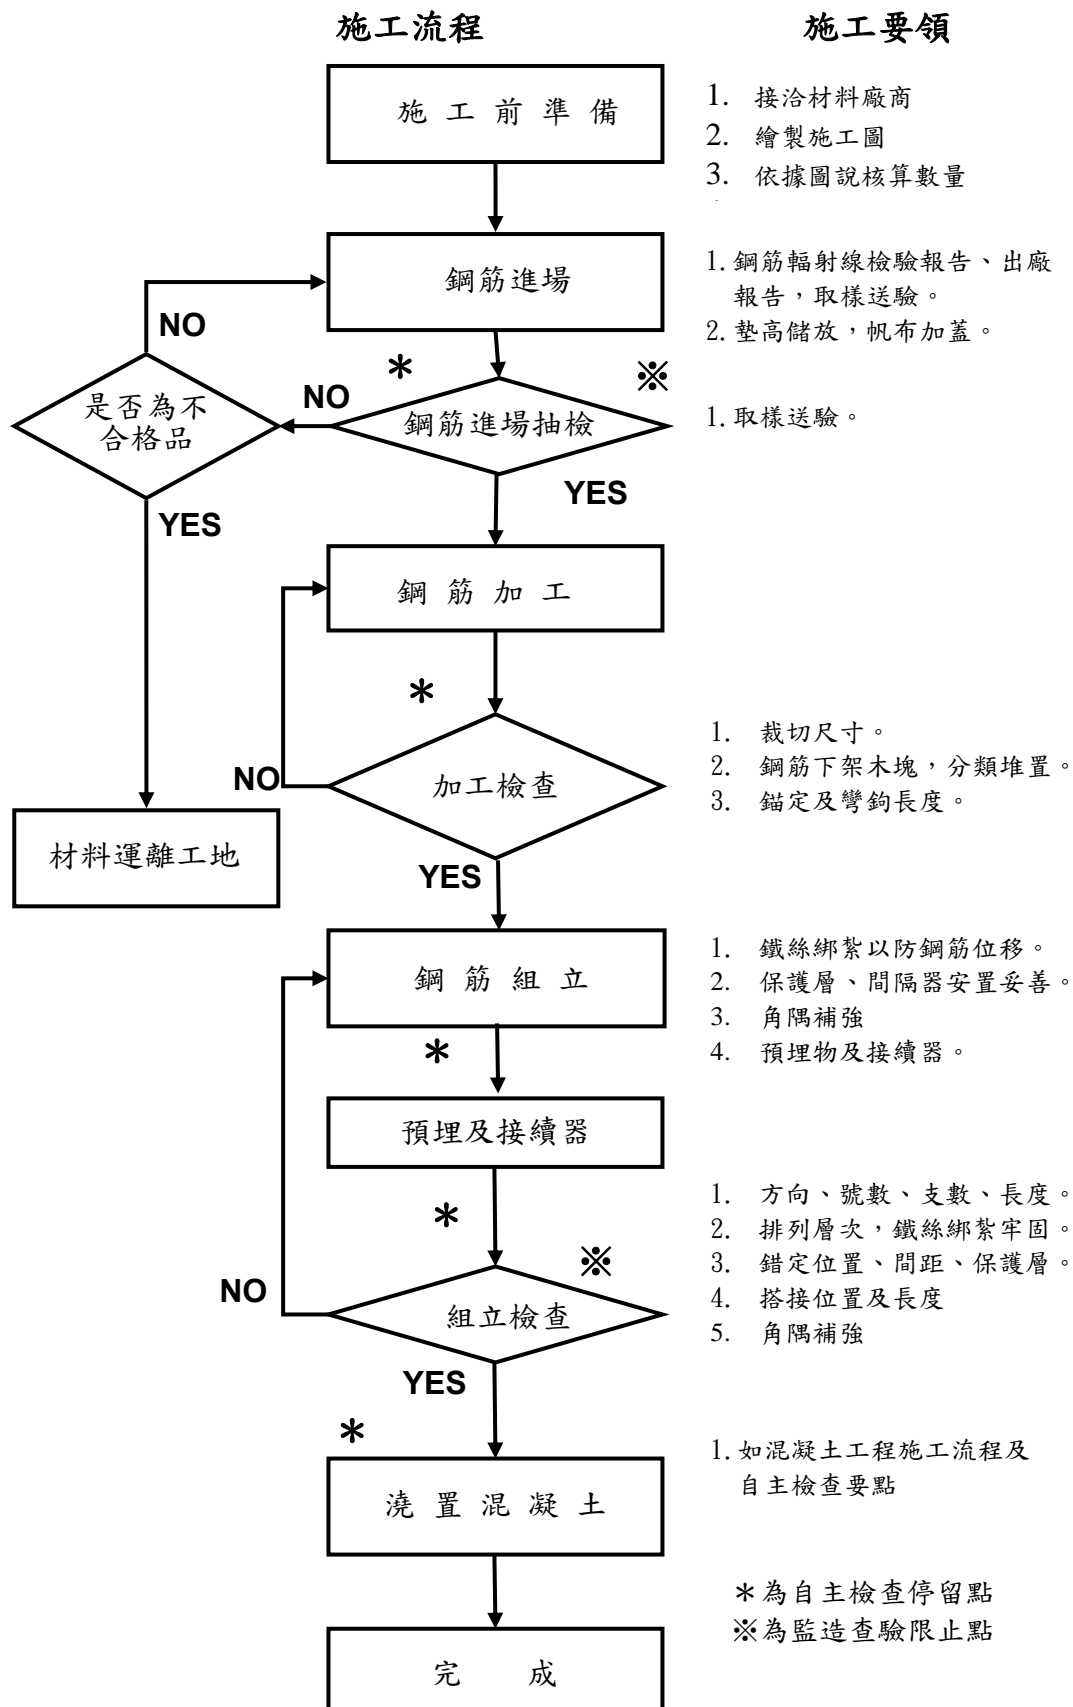 施工流程
施工要領
施工前準備
1. 接洽材料廠商
2. 繪製施工圖
3. 依據圖說核算數量
鋼筋進場
1. 鋼筋輻射線檢驗報告、出廠
報告，取樣送驗。
2. 墊高儲放，帆布加蓋。
NO
＊
※
是否為不
合格品
NO
鋼筋進場抽檢
1. 取樣送驗。
YES
YES
鋼筋加工
＊
加工檢查
NO
1. 裁切尺寸。
2. 鋼筋下架木塊，分類堆置。
3. 錨定及彎鉤長度。
材料運離工地
YES
鋼筋組立
1. 鐵絲綁紮以防鋼筋位移。
2. 保護層、間隔器安置妥善。
3. 角隅補強
4. 預埋物及接續器。
＊
預埋及接續器
＊
※
1. 方向、號數、支數、長度。
2. 排列層次，鐵絲綁紮牢固。
3. 錯定位置、間距、保護層。
4. 搭接位置及長度
5. 角隅補強
NO
組立檢查
YES
＊
澆置混凝土
1. 如混凝土工程施工流程及
自主檢查要點
＊為自主檢查停留點
※為監造查驗限止點
完成